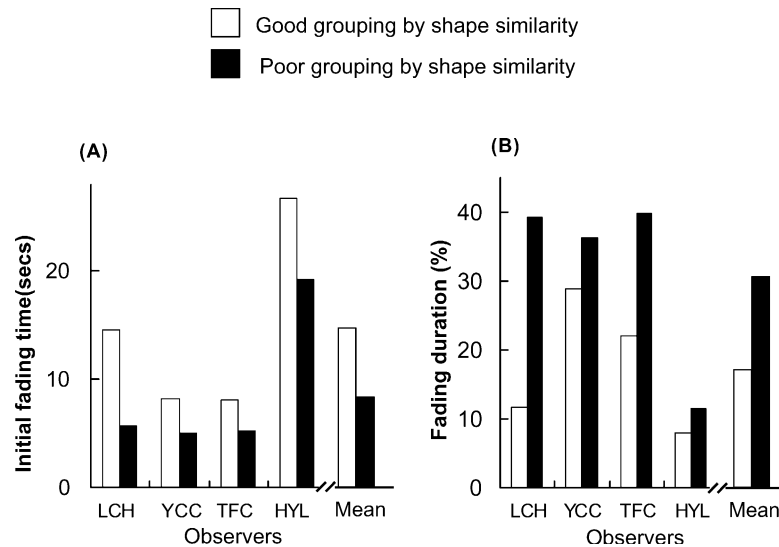 Good grouping by shape similarity
Poor grouping by shape similarity
(A)
Initial fading time(secs)
20
10
0
LCH YCC TFC HYL Mean
Observers
(B)
Fading duration (%)
40
30
20
10
0
LCH YCC TFC HYL Mean
Observers